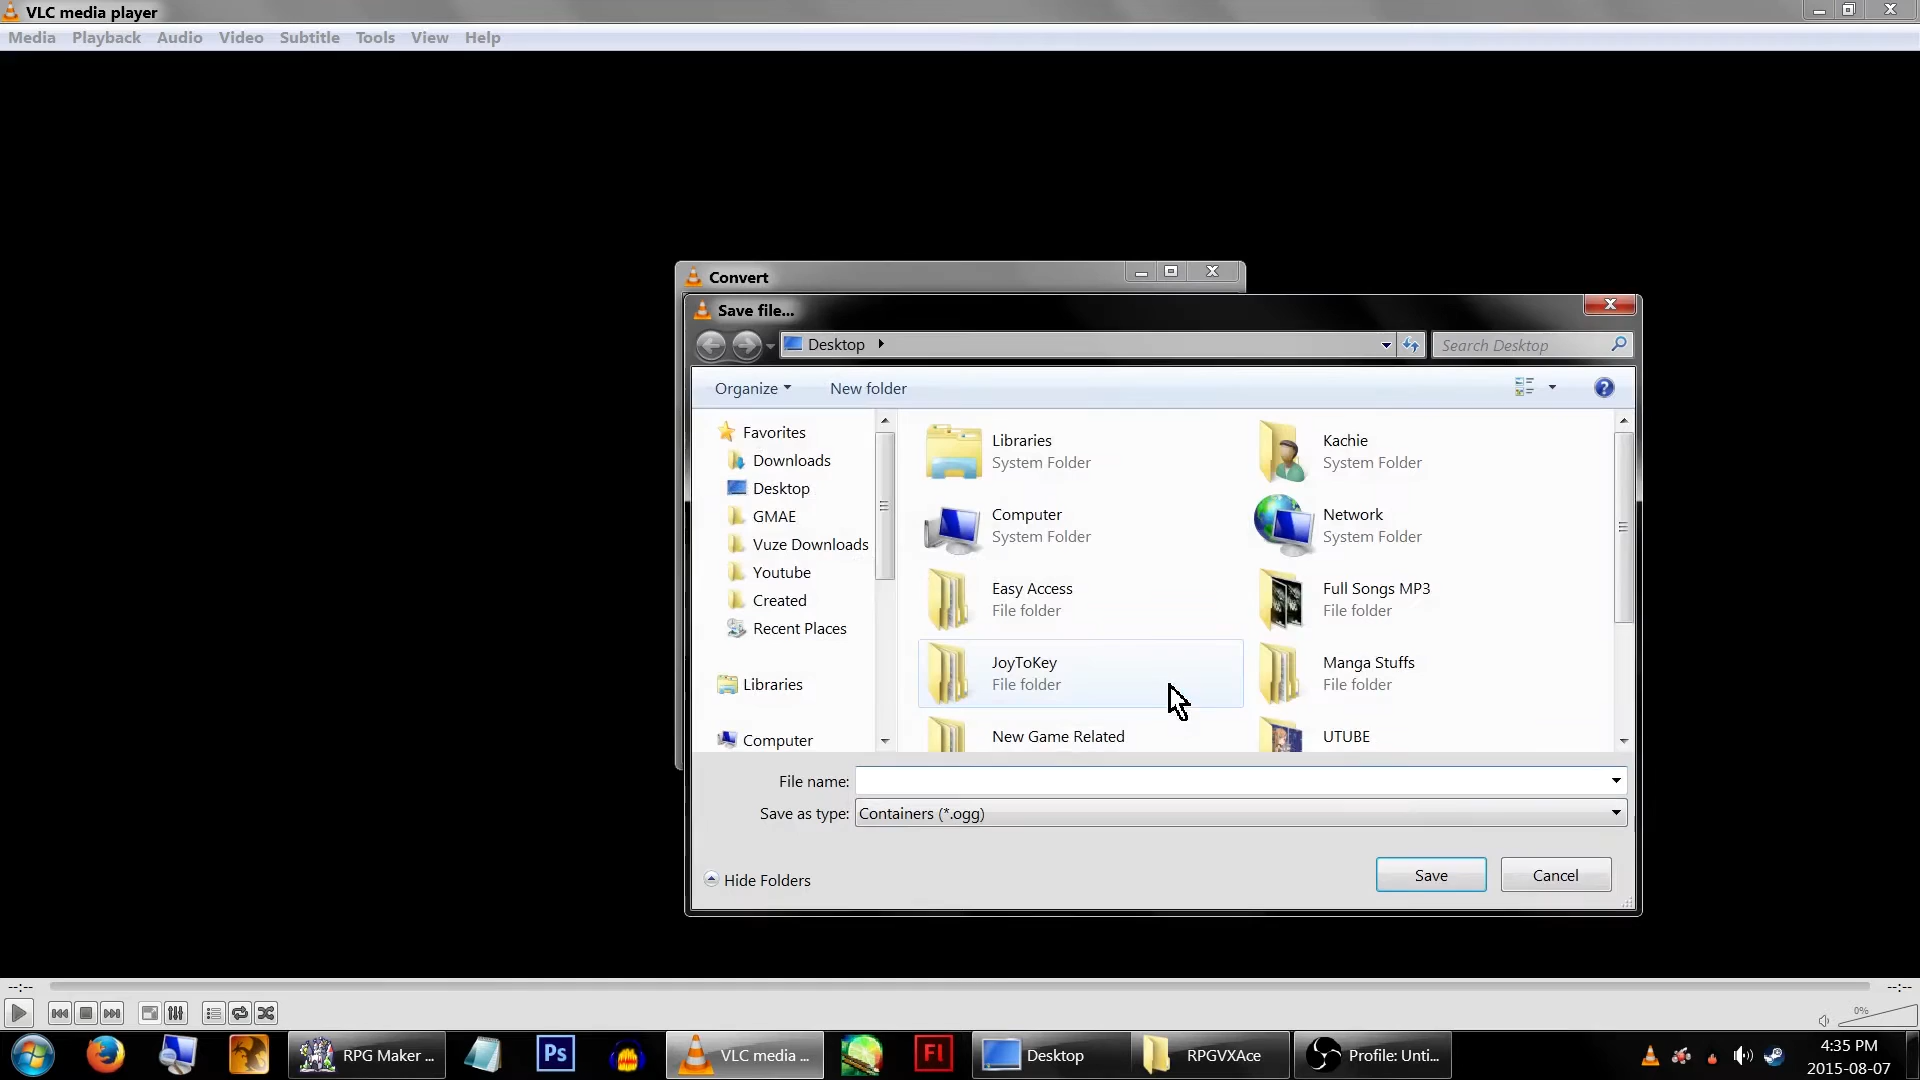 VLC media player
Media Playback Audio Video Subtitle Tools View Help
Convert
Save file...
Desktop
Search Desktop
Organize
New folder
Favorites
Downloads
Desktop
GMAE
Vuze Downloads
Youtube
Created
Recent Places
Libraries
Computer
Libraries
System Folder
Kachie
System Folder
Computer
System Folder
Network
System Folder
Easy Access
File folder
Full Songs MP3
File folder
JoyToKey
File folder
Manga Stuffs
File folder
New Game Related
UTUBE
File name:
Save as type: Containers (*.ogg)
Hide Folders
Save
Cancel
--:--
--:--
0%
RPG Maker ...
Ps
VLC media ...
Fl
Desktop
RPGVXAce
Profile: Unti...
4:35 PM
2015-08-07